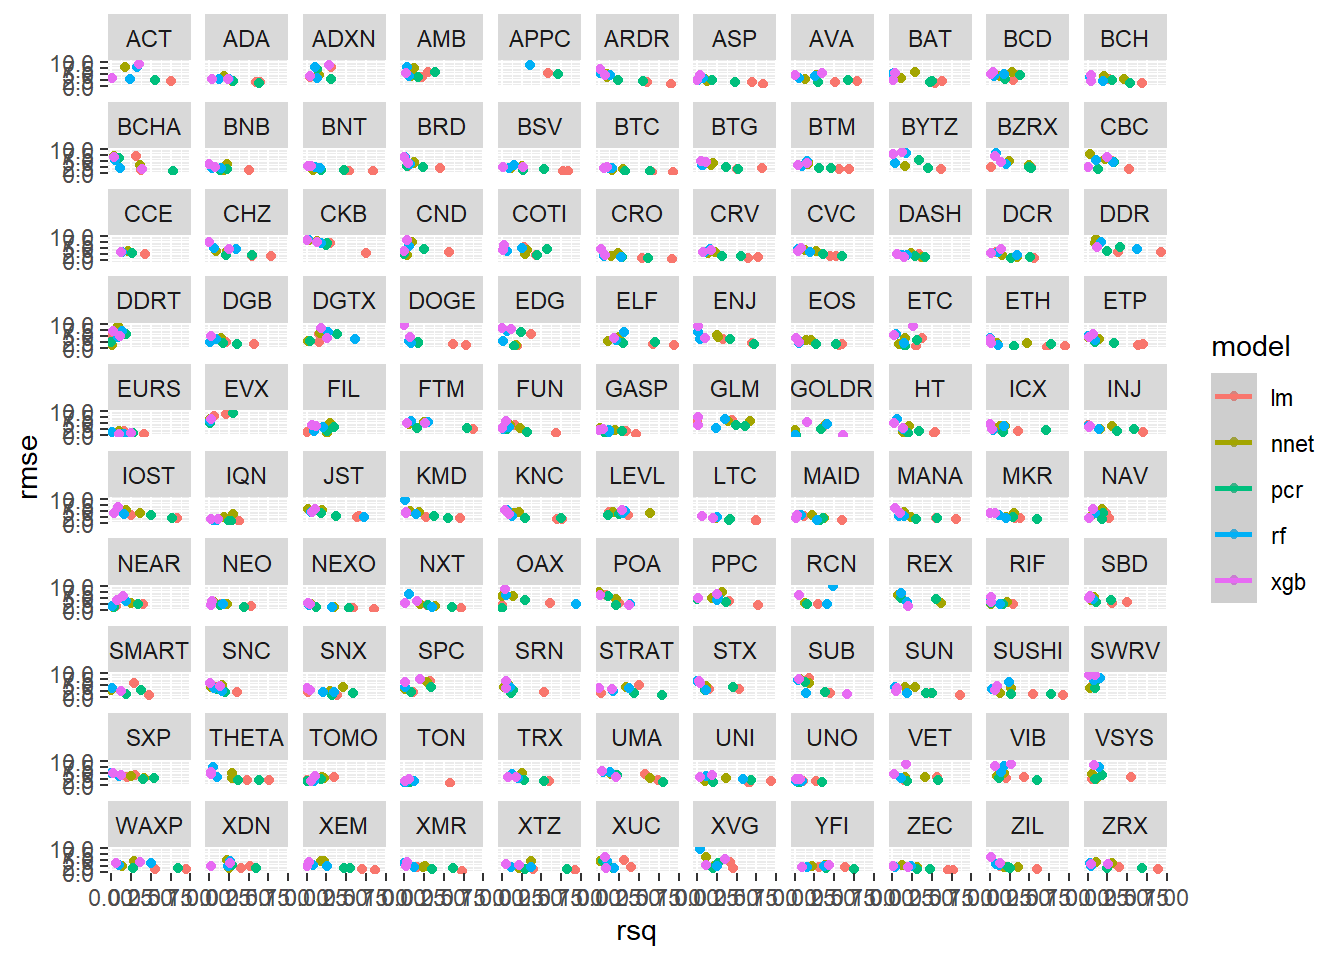 ACT ADA ADXN AMB APPC ARDR ASP AVA BAT BCD BCH
BCHA BNB BNT BRD BSV BTC BTG BTM BYTZ BZRX CBC
CCE CHZ CKB CND COTI CRO CRV CVC DASH DCR DDR
DDRT DGB DGTX DOGE EDG ELF ENJ EOS ETC ETH ETP
EURS EVX FIL FTM FUN GASP GLM GOLDR HT ICX INJ
IOST IQN JST KMD KNC LEVL LTC MAID MANA MKR NAV
NEAR NEO NEXO NXT OAX POA PPC RCN REX RIF SBD
SMART SNC SNX SPC SRN STRAT STX SUB SUN SUSHI SWRV
SXP THETA TOMO TON TRX UMA UNI UNO VET VIB VSYS
WAXP XDN XEM XMR XTZ XUC XVG YFI ZEC ZIL ZRX
rsq
rmse
model
lm
nnet
pcr
rf
xgb